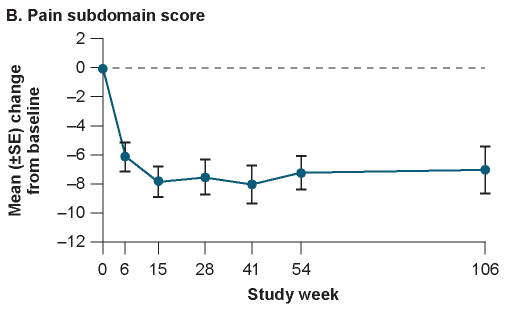 B. Pain subdomain score
Mean (±SE) change
from baseline
2
0
–2
–4
–6
–8
–10
–12
0 6 15 28 41 54 106
Study week